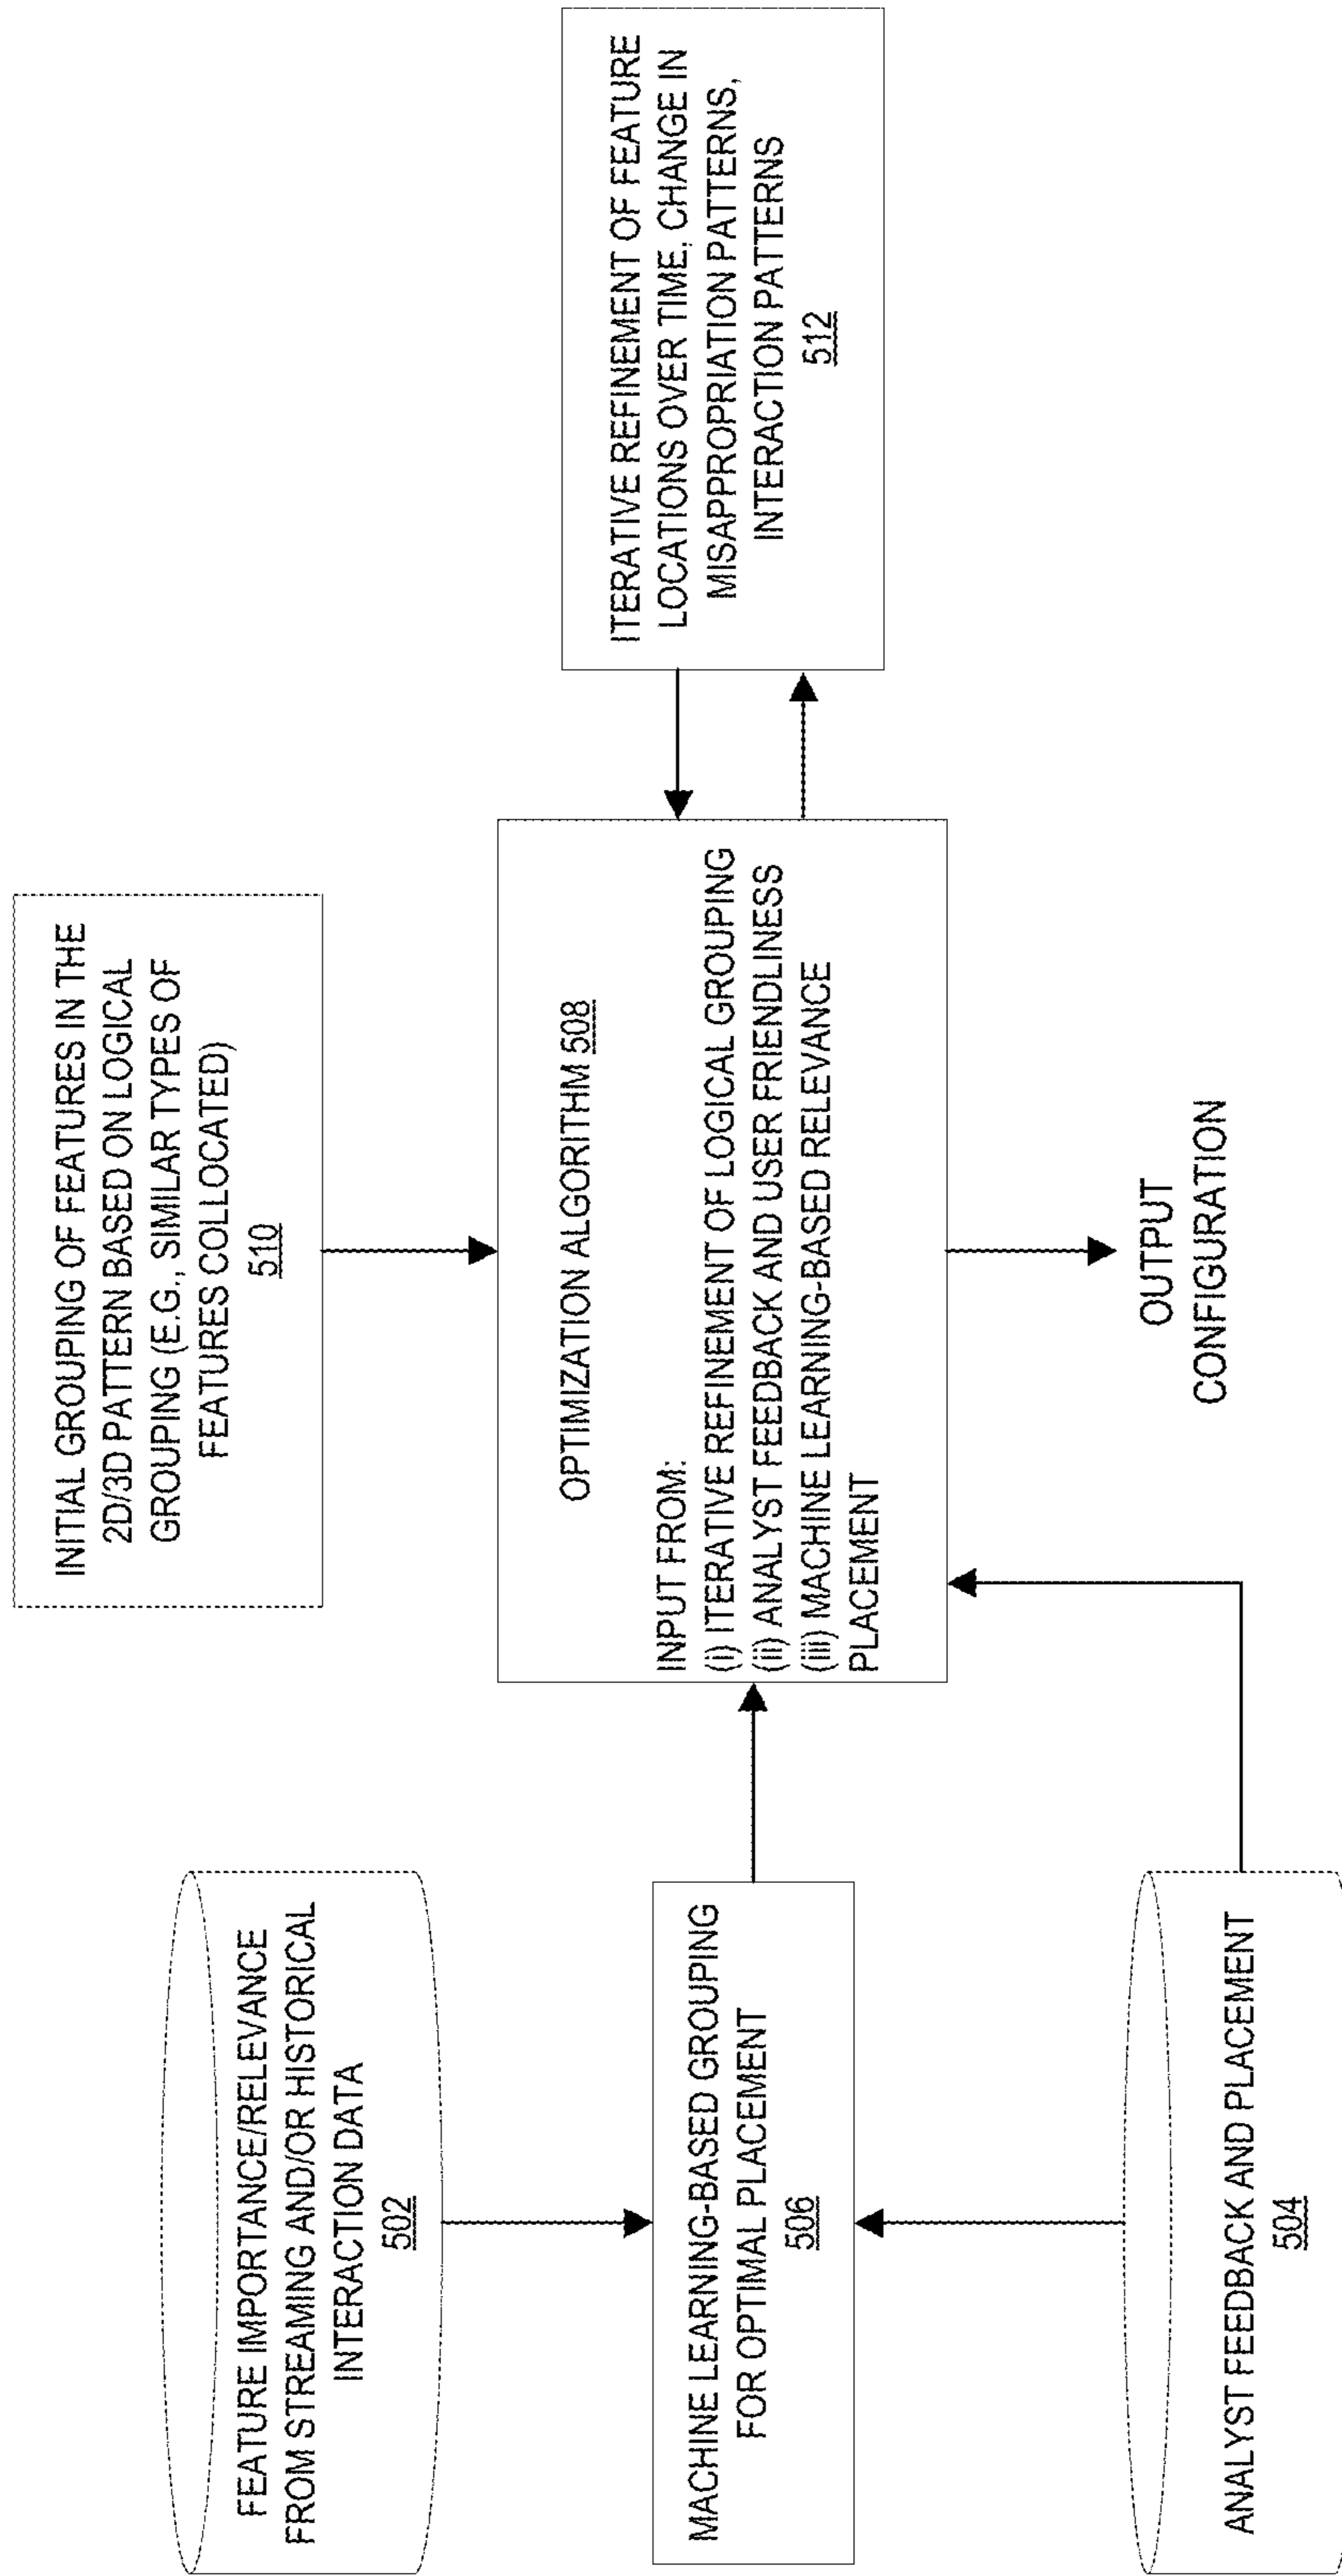 FEATURE IMPORTANCE/RELEVANCE
FROM STREAMING AND/OR HISTORICAL
INTERACTION DATA
502
MACHINE LEARNING-BASED GROUPING
FOR OPTIMAL PLACEMENT
506
ANALYST FEEDBACK AND PLACEMENT
504
INITIAL GROUPING OF FEATURES IN THE
2D/3D PATTERN BASED ON LOGICAL
GROUPING (E.G., SIMILAR TYPES OF
FEATURES COLLOCATED)
510
OPTIMIZATION ALGORITHM 508
INPUT FROM:
(i) ITERATIVE REFINEMENT OF LOGICAL GROUPING
(ii) ANALYST FEEDBACK AND USER FRIENDLINESS
(iii) MACHINE LEARNING-BASED RELEVANCE
PLACEMENT
OUTPUT
CONFIGURATION
ITERATIVE REFINEMENT OF FEATURE
LOCATIONS OVER TIME, CHANGE IN
MISAPPROPRIATION PATTERNS,
INTERACTION PATTERNS
512